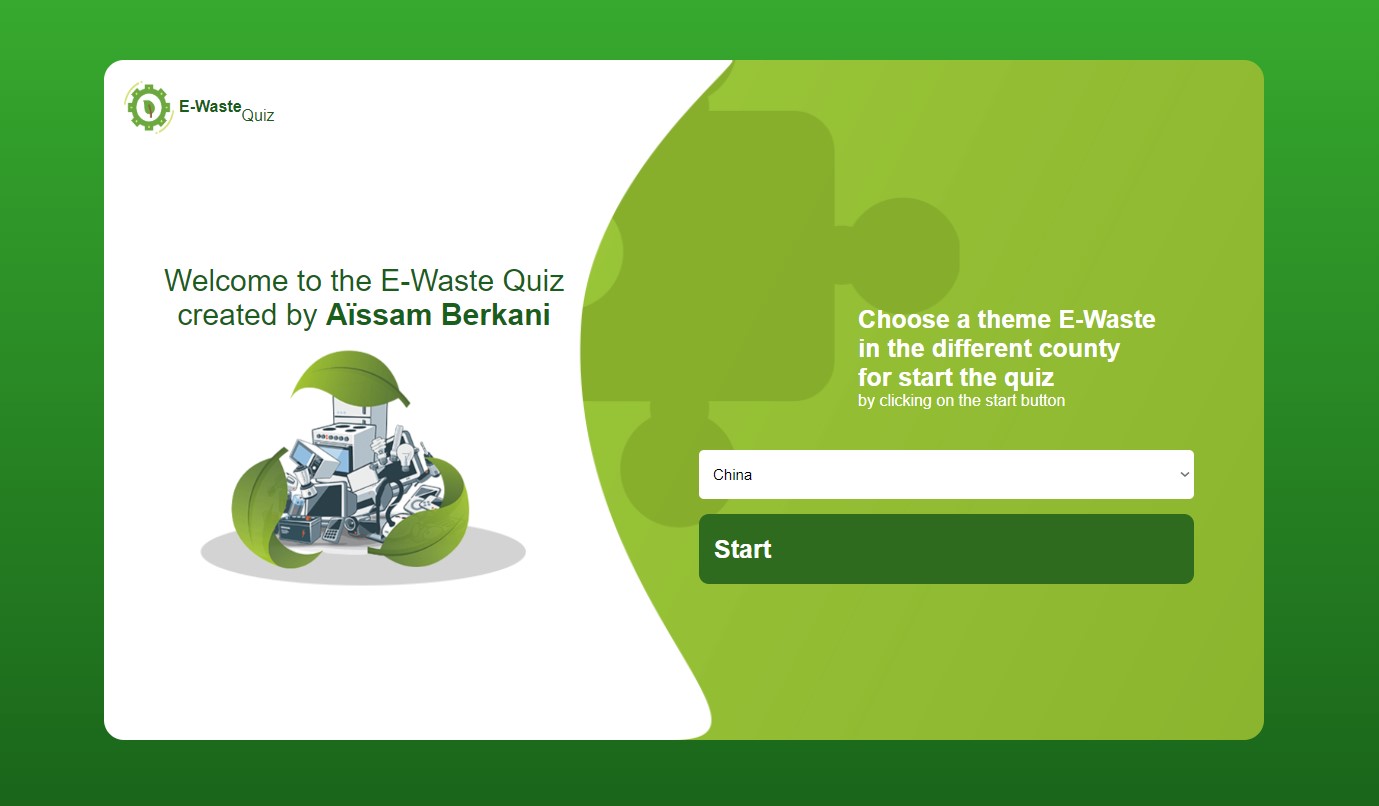 E-Waste Quiz
Welcome to the E-Waste Quiz
created by Aïssam Berkani
Choose a theme E-Waste
in the different county
for start the quiz
by clicking on the start button
China
Start